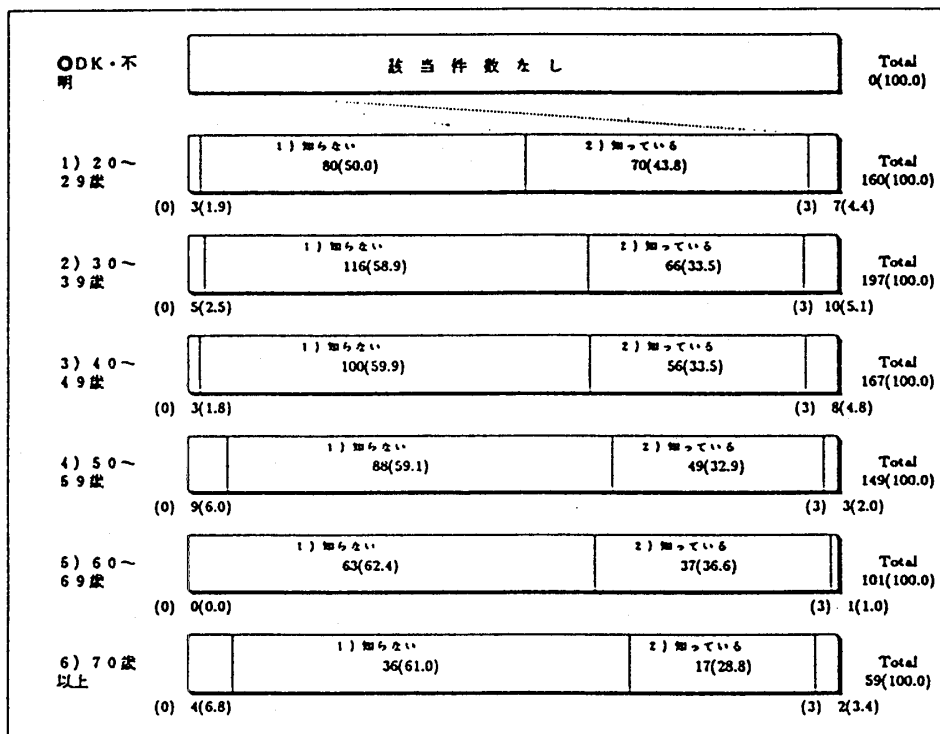 ○DK・不
明
該当件数なし
Total
0(100.0)
1) 20～
29歳
1) 知らない
80(50.0)
2) 知っている
70(43.8)
Total
160(100.0)
(0) 3(1.9)
(3) 7(4.4)
2) 30～
39歳
1) 知らない
116(58.9)
2) 知っている
66(33.5)
Total
197(100.0)
(0) 5(2.5)
(3) 10(5.1)
3) 40～
49歳
1) 知らない
100(59.9)
2) 知っている
56(33.5)
Total
167(100.0)
(0) 3(1.8)
(3) 8(4.8)
4) 50～
59歳
1) 知らない
88(59.1)
2) 知っている
49(32.9)
Total
149(100.0)
(0) 9(6.0)
(3) 3(2.0)
5) 60～
69歳
1) 知らない
63(62.4)
2) 知っている
37(36.6)
Total
101(100.0)
(0) 0(0.0)
(3) 1(1.0)
6) 70歳
以上
1) 知らない
36(61.0)
2) 知っている
17(28.8)
Total
59(100.0)
(0) 4(6.8)
(3) 2(3.4)